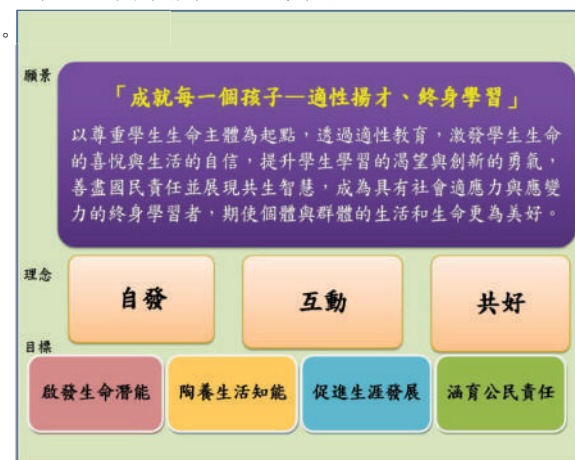 。
願景
「成就每一個孩子—適性揚才、終身學習」
以尊重學生生命主體為起點，透過適性教育，激發學生生命
的喜悅與生活的自信，提升學生學習的渴望與創新的勇氣，
善盡國民責任並展現共生智慧，成為具有社會適應力與應變
力的終身學習者，期使個體與群體的生活和生命更為美好。
理念
自發
互動
共好
目標
啟發生命潛能
陶養生活知能
促進生涯發展
涵育公民責任